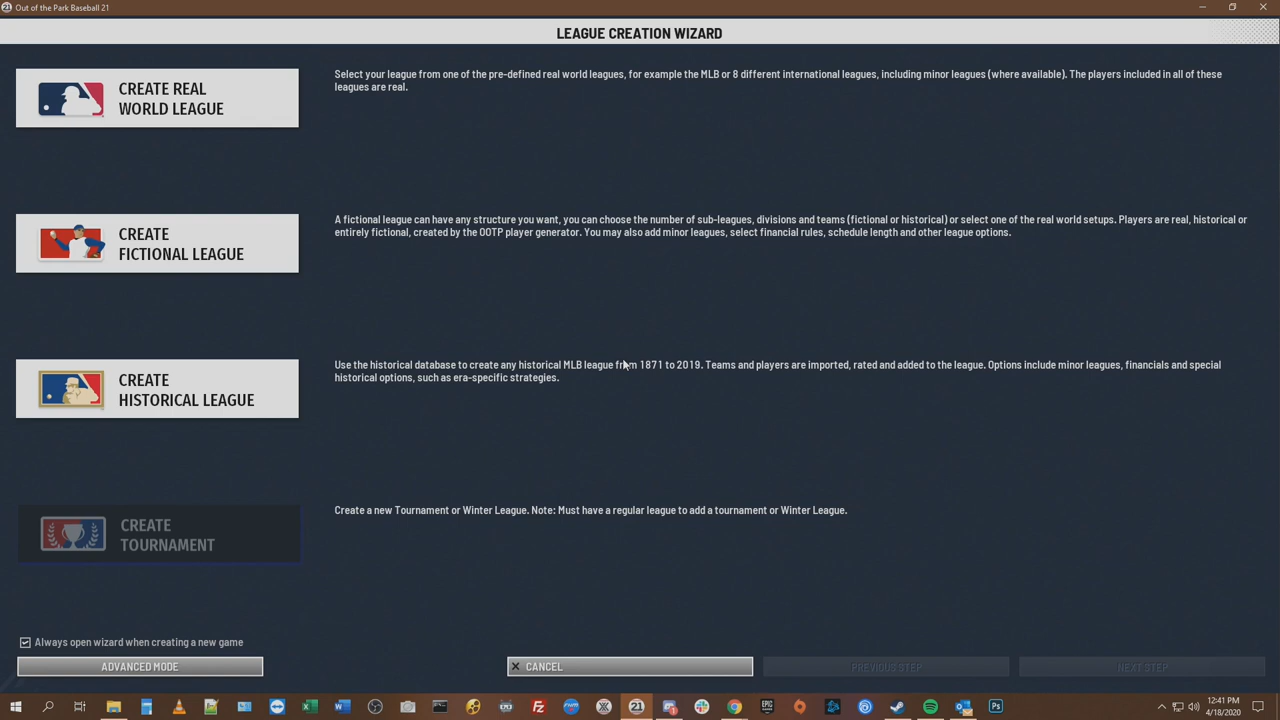 Out of the Park Baseball 21
LEAGUE CREATION WIZARD
CREATE REAL
WORLD LEAGUE
Select your league from one of the pre-defined real world leagues, for example the MLB or 8 different international leagues, including minor leagues (where available). The players included in all of these
leagues are real.
CREATE
FICTIONAL LEAGUE
A fictional league can have any structure you want, you can choose the number of sub-leagues, divisions and teams (fictional or historical) or select one of the real world setups. Players are real, historical or
entirely fictional, created by the OOTP player generator. You may also add minor leagues, select financial rules, schedule length and other league options.
CREATE
HISTORICAL LEAGUE
Use the historical database to create any historical MLB league from 1871 to 2019. Teams and players are imported, rated and added to the league. Options include minor leagues, financials and special
historical options, such as era-specific strategies.
CREATE
TOURNAMENT
Create a new Tournament or Winter League. Note: Must have a regular league to add a tournament or Winter League.
Always open wizard when creating a new game
ADVANCED MODE
CANCEL
PREVIOUS STEP
NEXT STEP
12:41 PM
4/18/2020